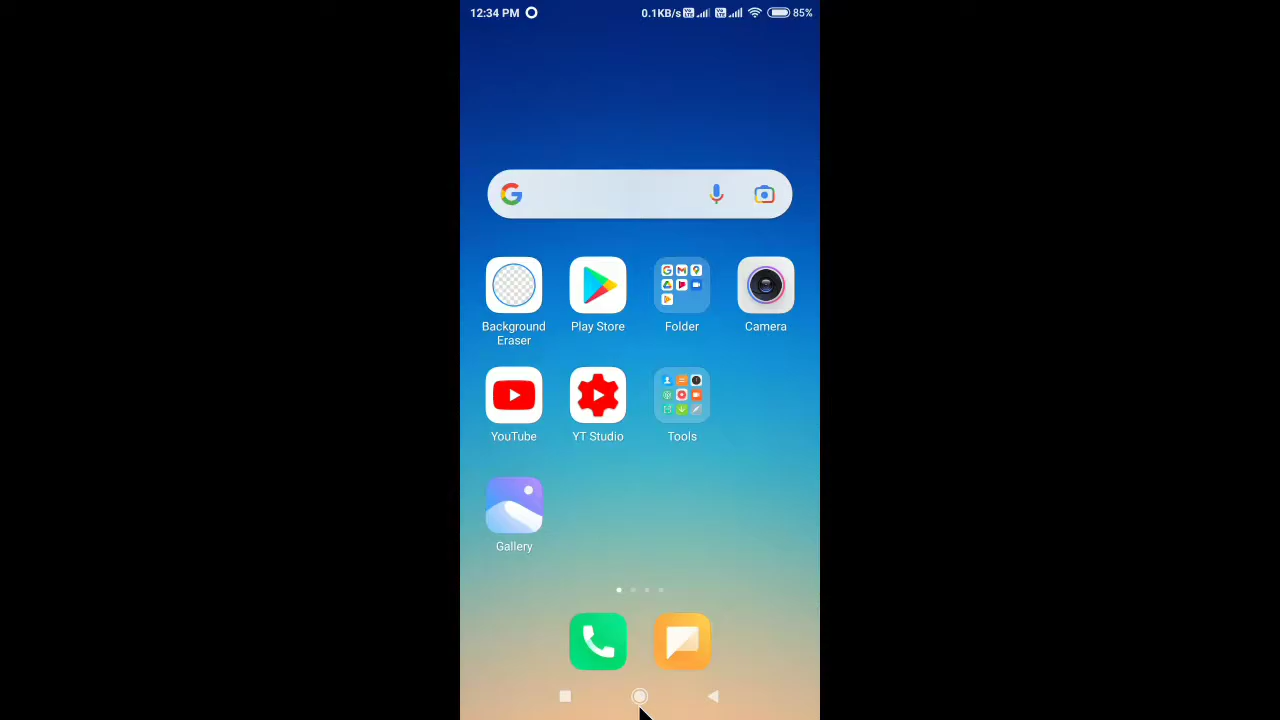 12:34 PM 0.1KB/s 85%
Background Eraser
Play Store
Folder
Camera
YouTube
YT Studio
Tools
Gallery